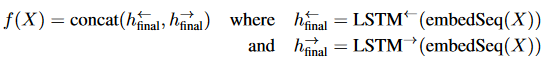 f(X) = concat(h←final, h→final) where h←final = LSTM←(embedSeq(X))
and h→final = LSTM→(embedSeq(X))